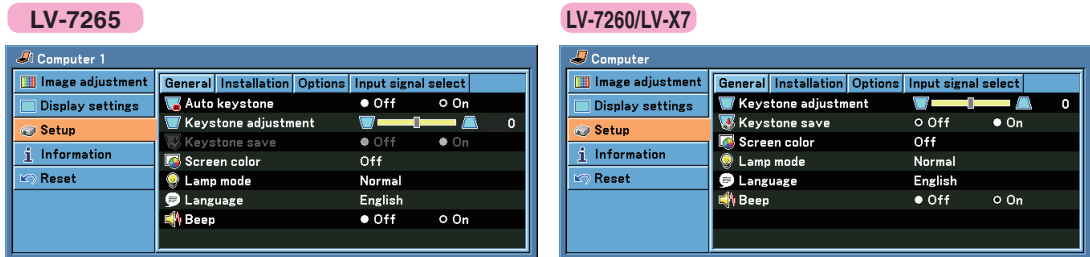 LV-7265
Computer 1
Image adjustment
Display settings
Setup
Information
Reset
General Installation Options Input signal select
Auto keystone Off On
Keystone adjustment 0
Keystone save Off On
Screen color Off
Lamp mode Normal
Language English
Beep Off On
LV-7260/LV-X7
Computer
Image adjustment
Display settings
Setup
Information
Reset
General Installation Options Input signal select
Keystone adjustment 0
Keystone save Off On
Screen color Off
Lamp mode Normal
Language English
Beep Off On